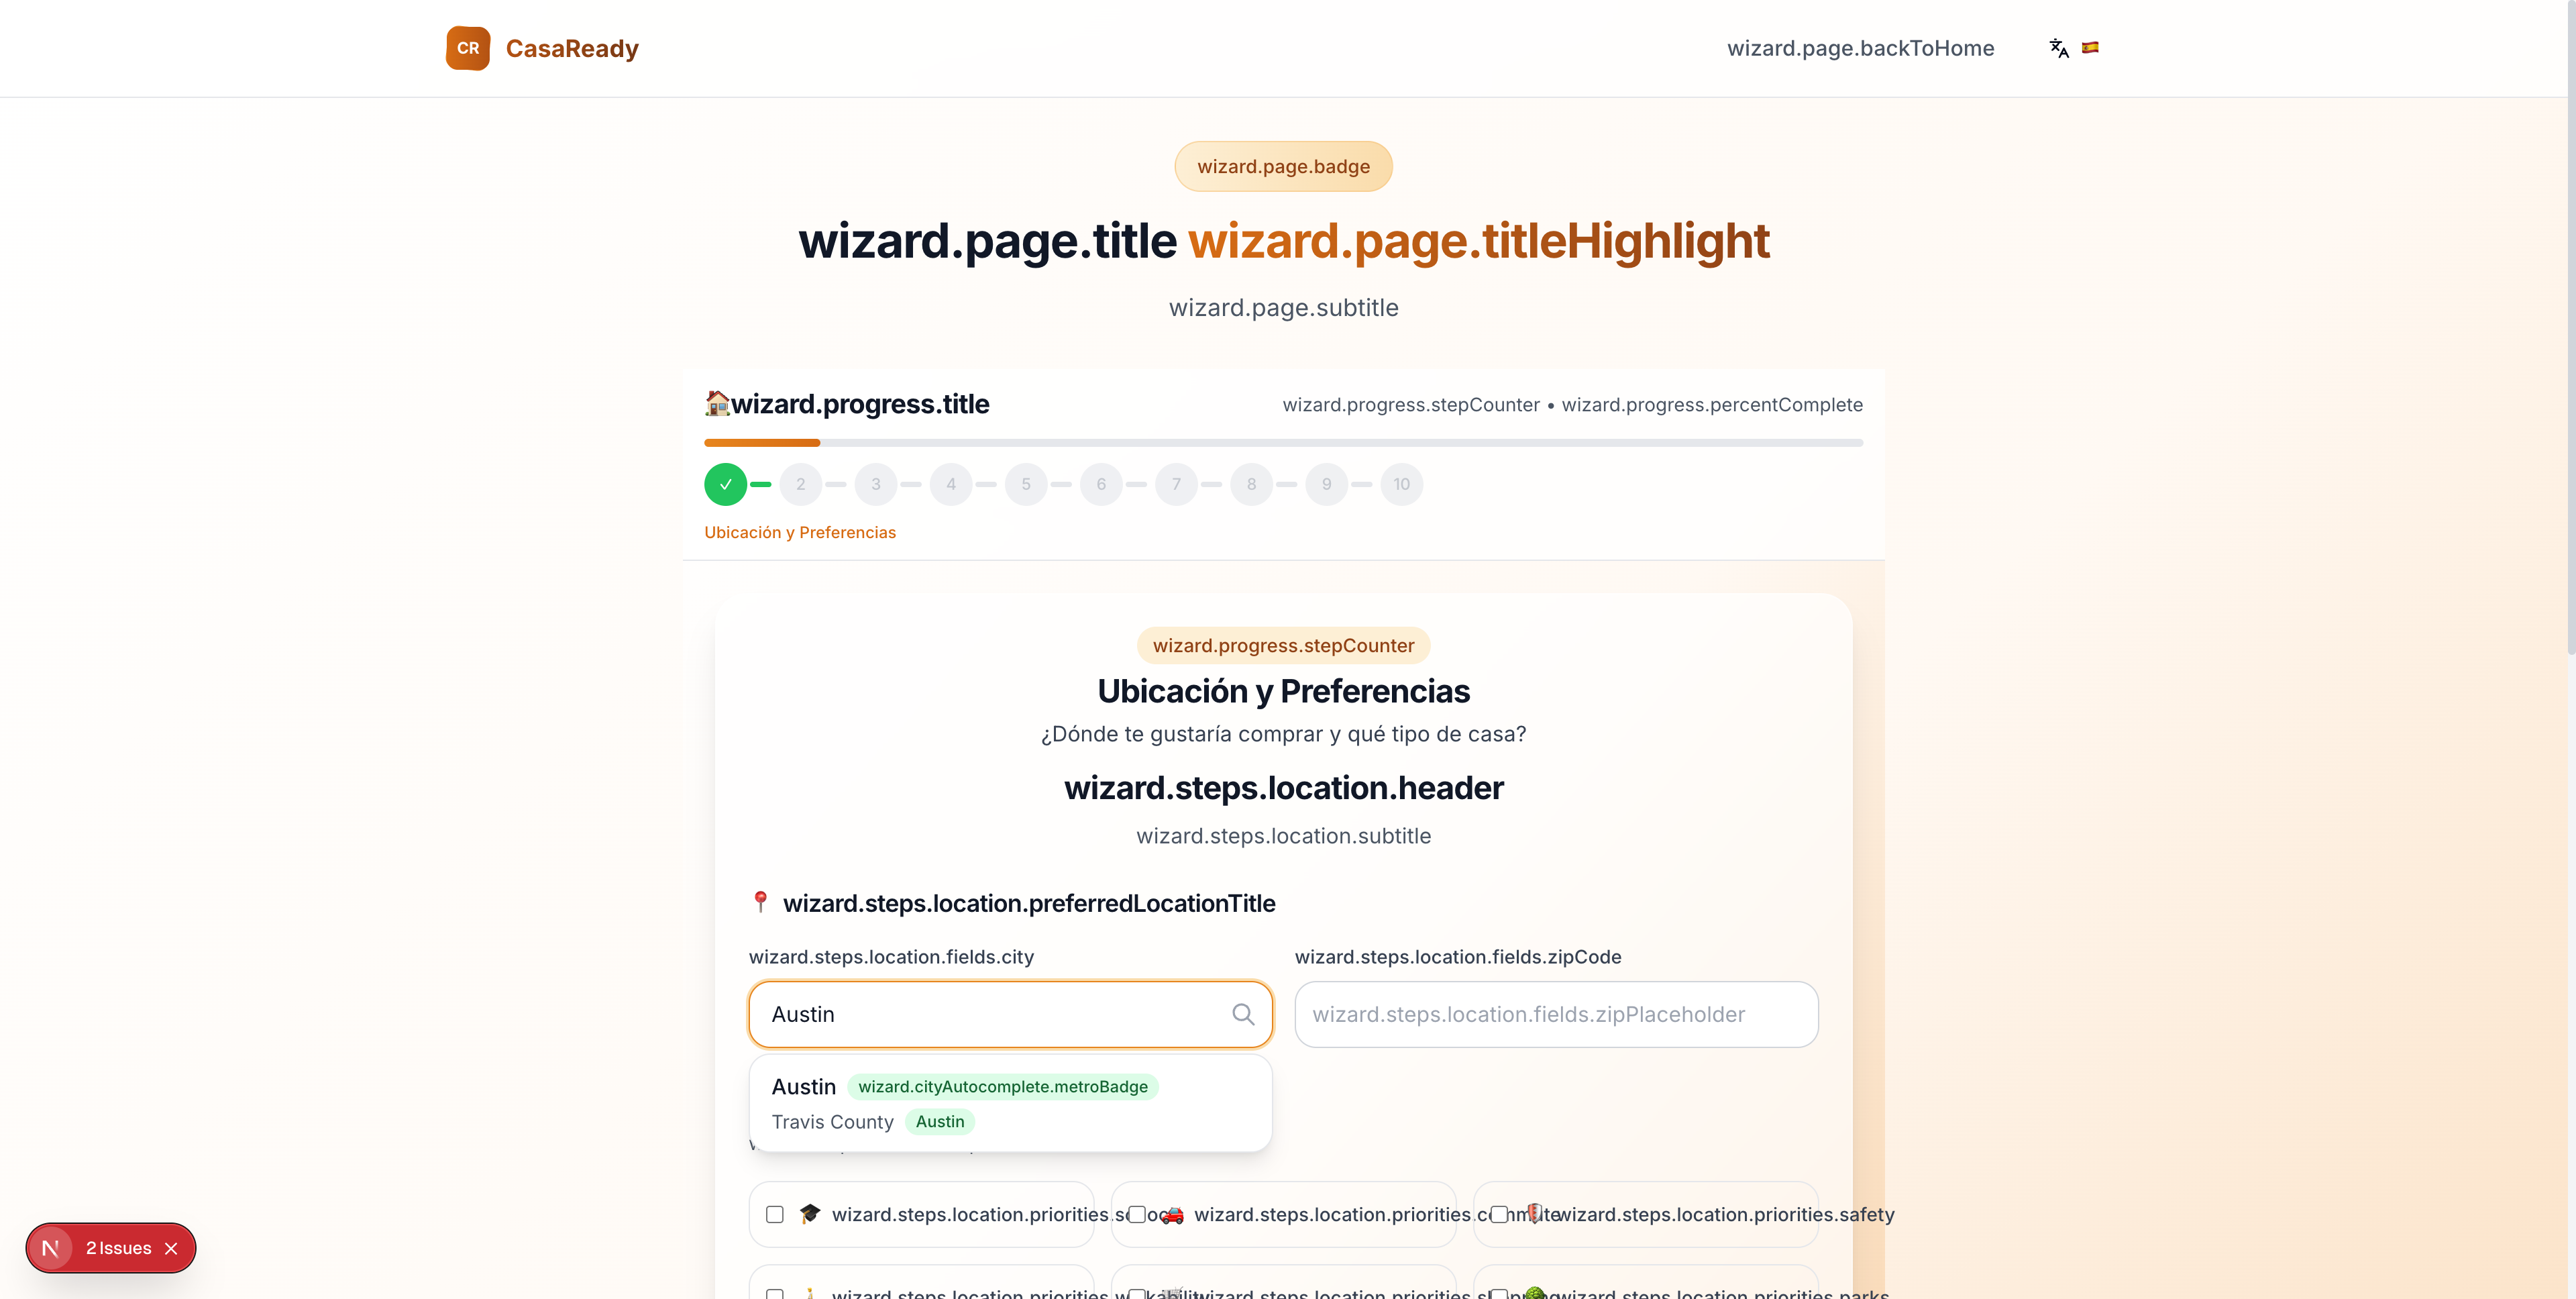 CR CasaReady
wizard.page.backToHome
wizard.page.badge
wizard.page.title wizard.page.titleHighlight
wizard.page.subtitle
wizard.progress.title
wizard.progress.stepCounter • wizard.progress.percentComplete
2 3 4 5 6 7 8 9 10
Ubicación y Preferencias
wizard.progress.stepCounter
Ubicación y Preferencias
¿Dónde te gustaría comprar y qué tipo de casa?
wizard.steps.location.header
wizard.steps.location.subtitle
wizard.steps.location.preferredLocationTitle
wizard.steps.location.fields.city
wizard.steps.location.fields.zipCode
Austin
wizard.steps.location.fields.zipPlaceholder
Austin wizard.cityAutocomplete.metroBadge
Travis County Austin
wizard.steps.location.priorities.schools
wizard.steps.location.priorities.commute
wizard.steps.location.priorities.safety
wizard.steps.location.priorities.walkability
wizard.steps.location.priorities.shopping
wizard.steps.location.priorities.parks
N 2 Issues